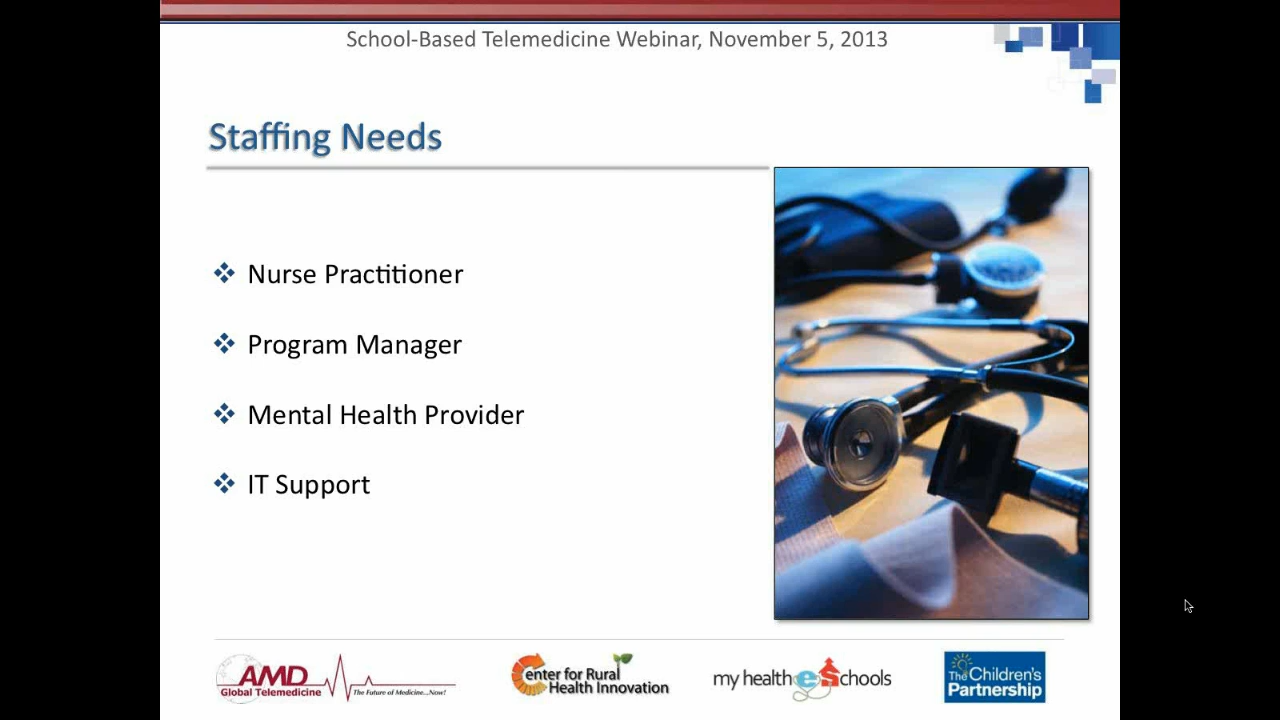 School-Based Telemedicine Webinar, November 5, 2013
Staffing Needs
Nurse Practitioner
Program Manager
Mental Health Provider
IT Support
AMD
Global Telemedicine
The Future of Medicine...Now!
Center for Rural
Health Innovation
my health e Schools
The Children's
Partnership